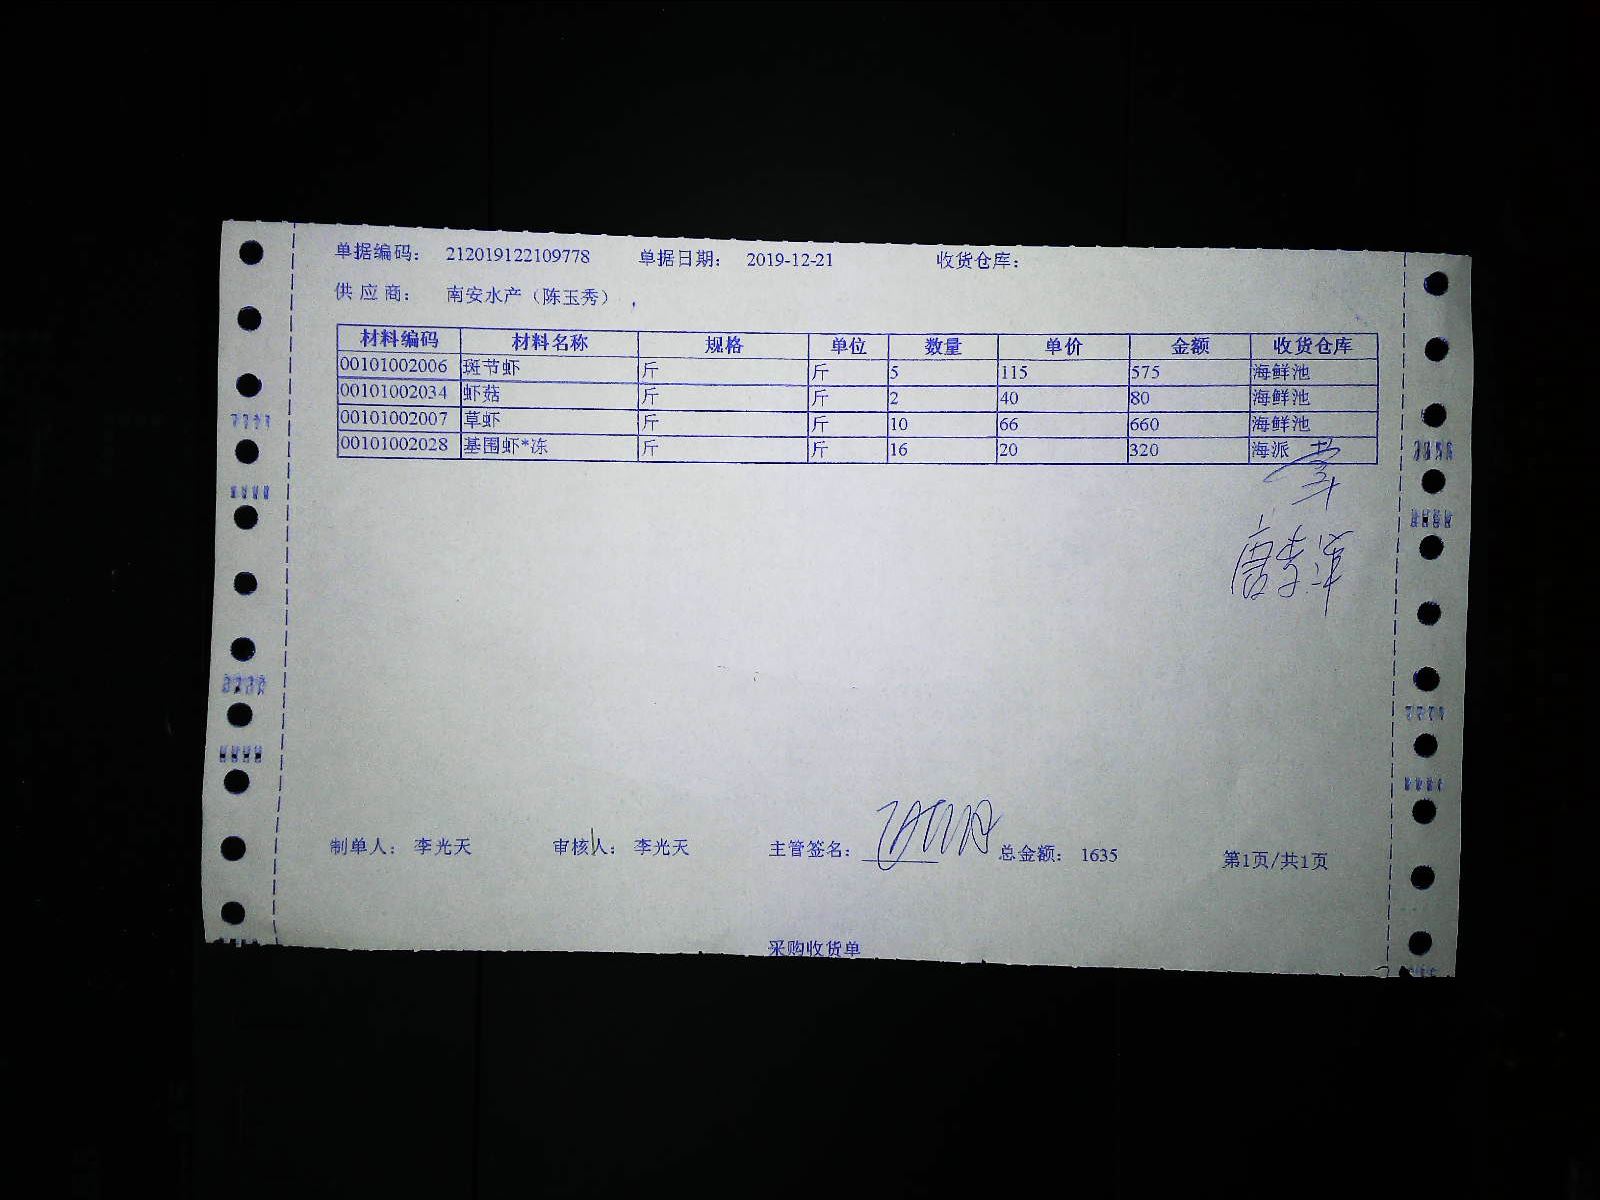 单据编码: 212019122109778 单据日期: 2019-12-21 收货仓库:
供应商: 南安水产（陈玉秀）
材料编码 材料名称 规格 单位 数量 单价 金额 收货仓库
00101002006 斑节虾 斤 斤 5 115 575 海鲜池
00101002034 虾菇 斤 斤 2 40 80 海鲜池
00101002007 草虾 斤 斤 10 66 660 海鲜池
00101002028 基围虾*冻 斤 斤 16 20 320 海派
制单人: 李光天 审核人: 李光天 主管签名: 总金额: 1635 第1页/共1页
采购收货单